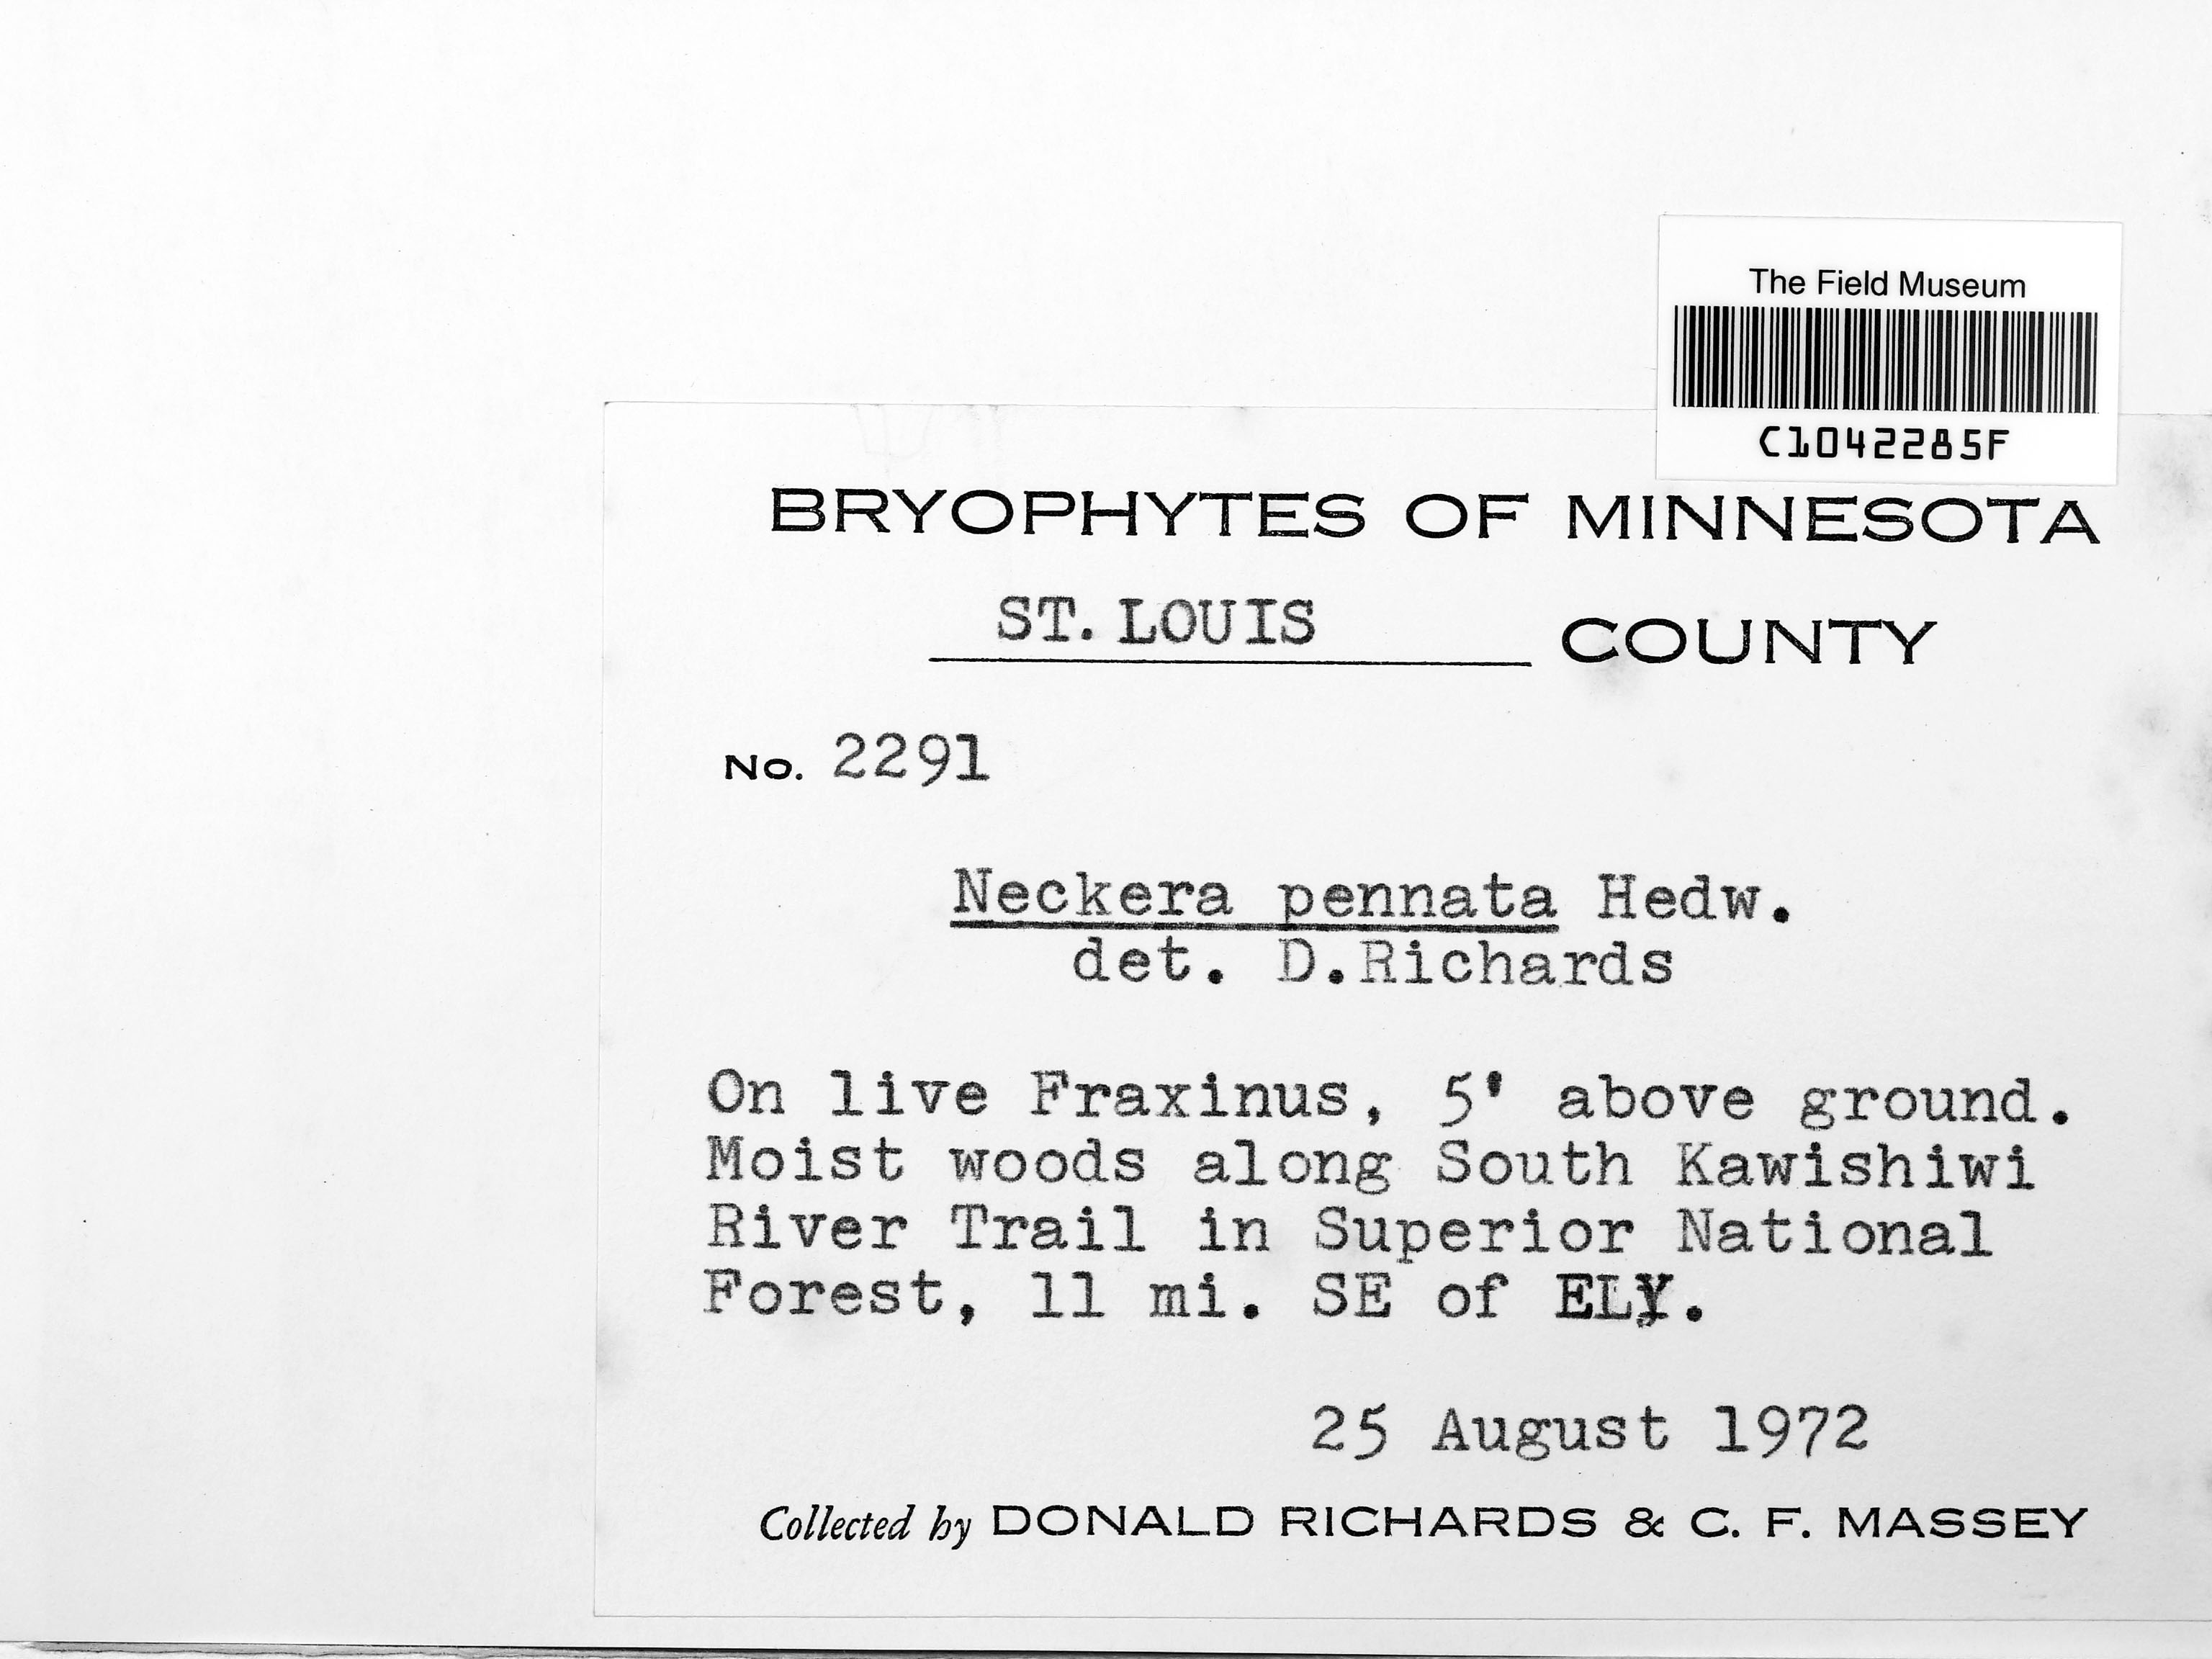 The Field Museum
C1042285F
BRYOPHYTES OF MINNESOTA
ST. LOUIS COUNTY
No. 2291
Neckera pennata Hedw.
det. D.Richards
On live Fraxinus, 5' above ground.
Moist woods along South Kawishiwi
River Trail in Superior National
Forest, 11 mi. SE of ELY.
25 August 1972
Collected by DONALD RICHARDS & C. F. MASSEY